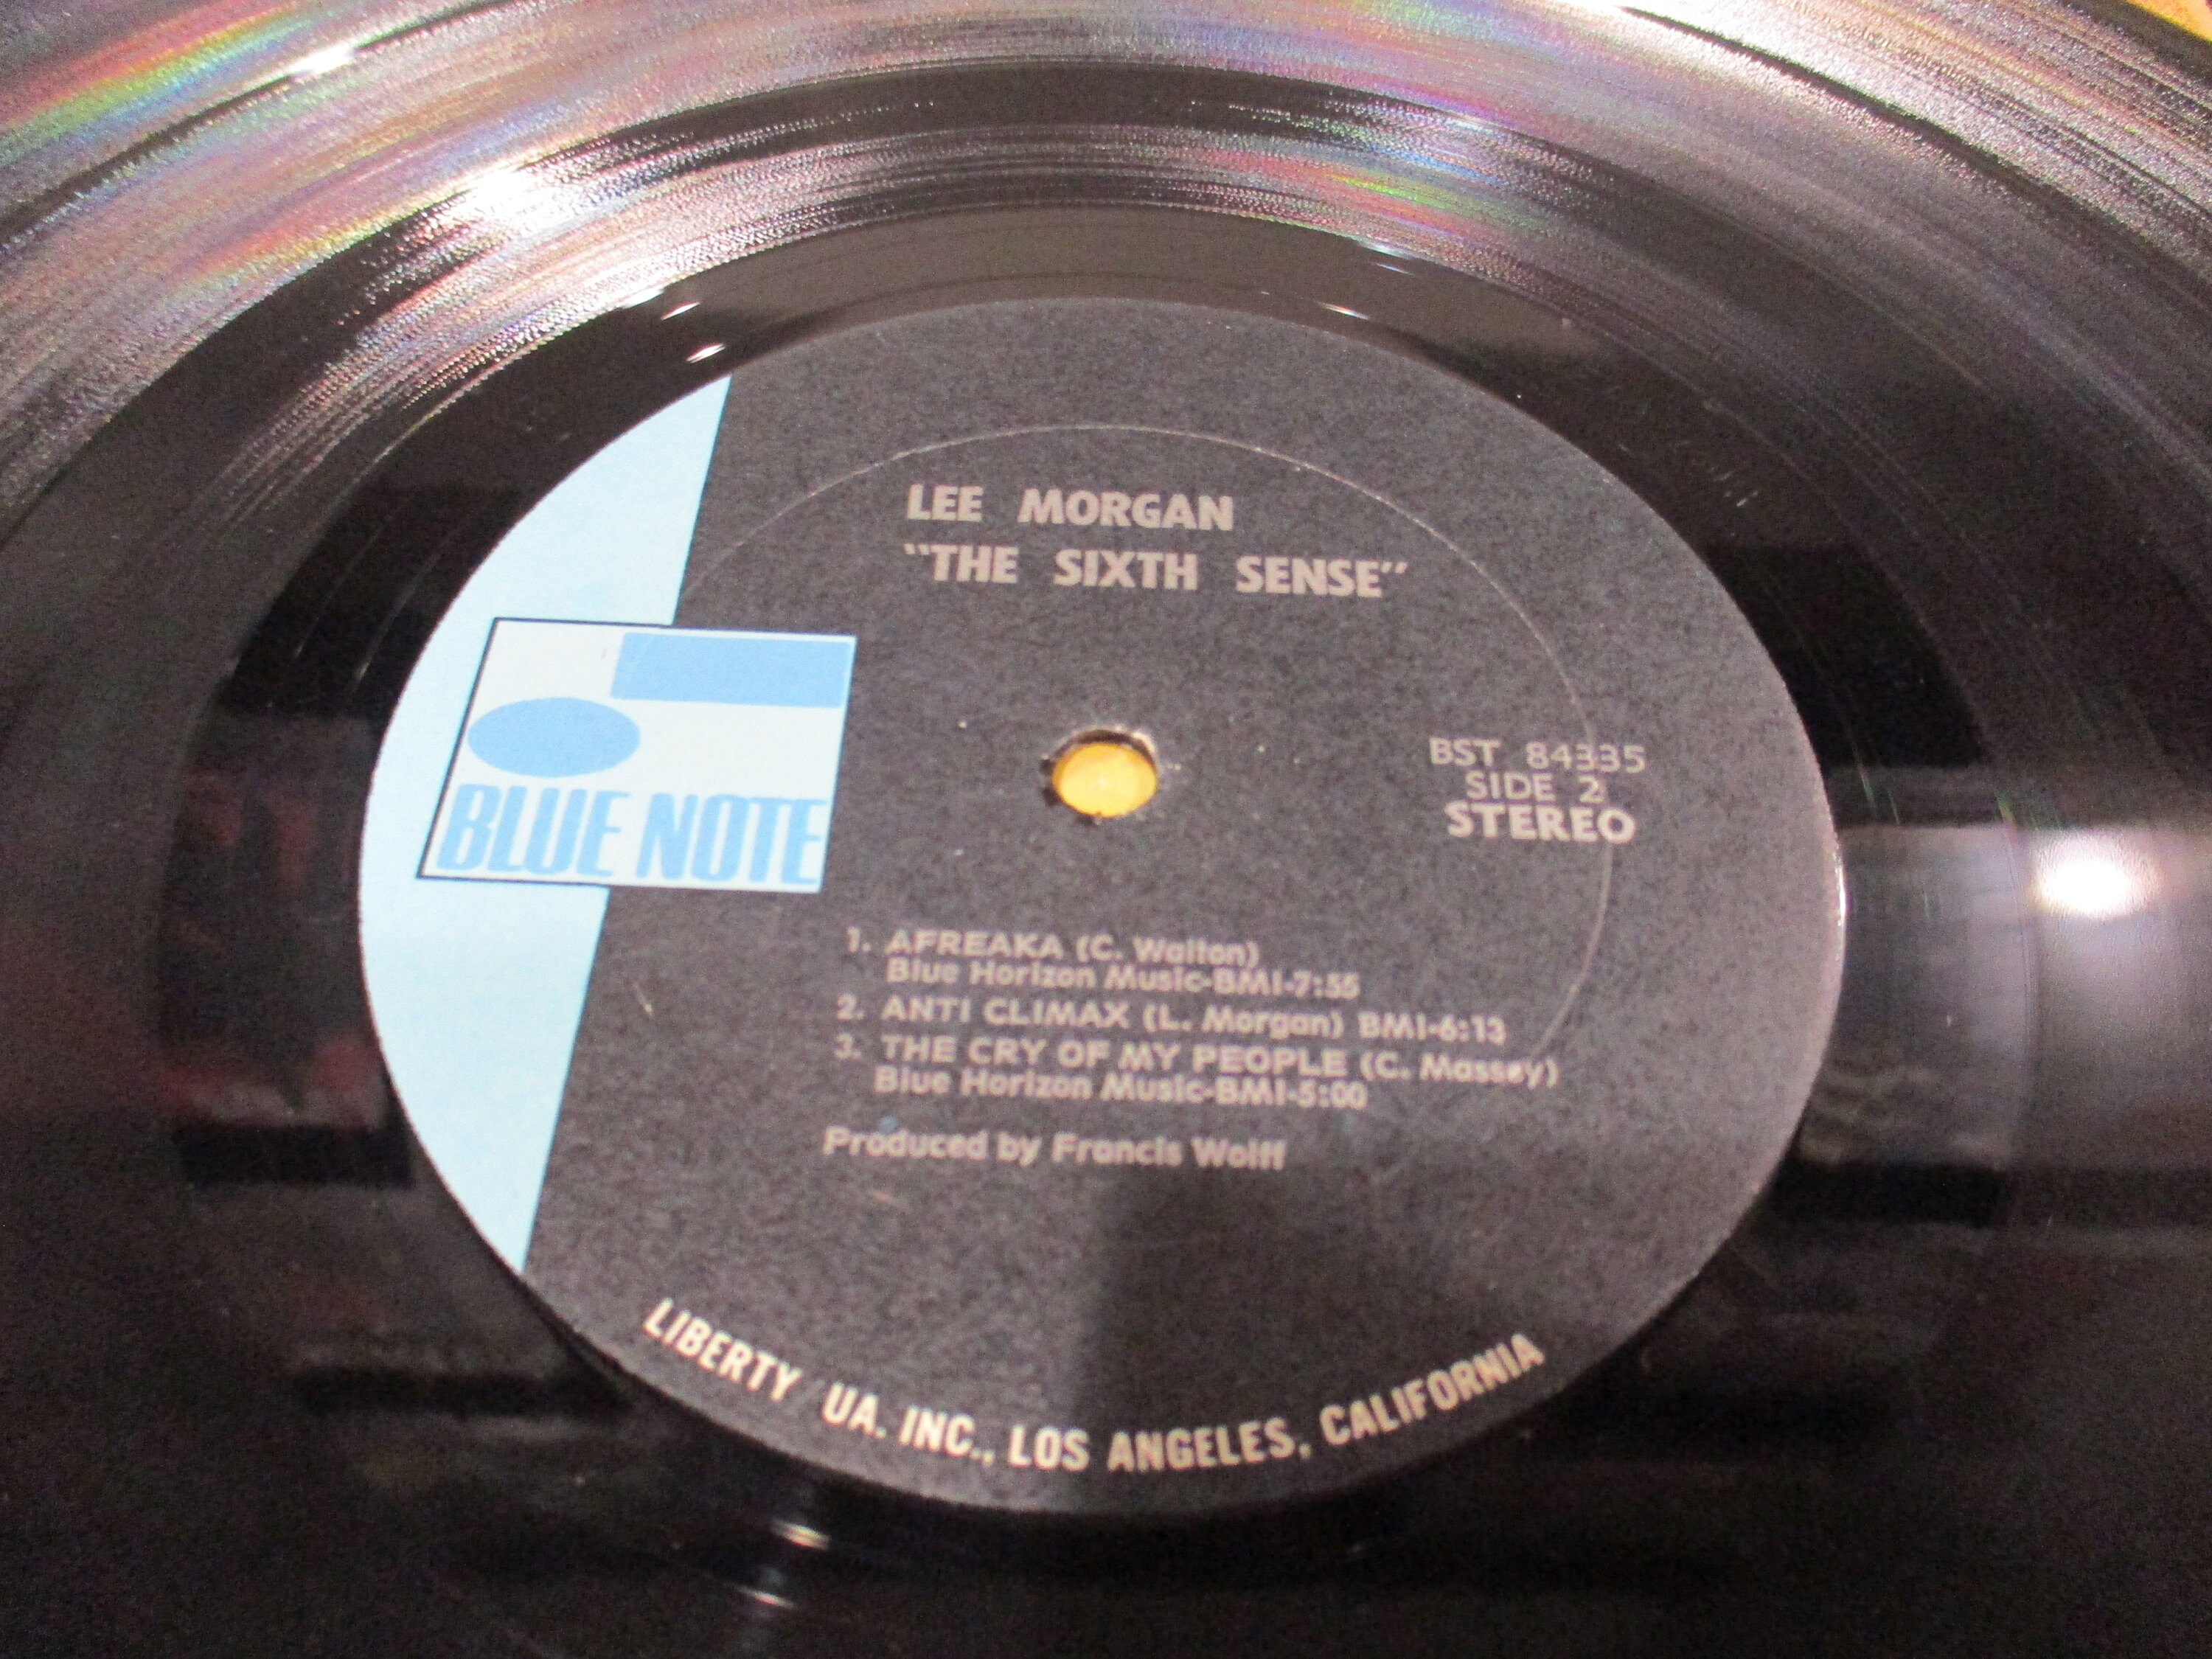 LEE MORGAN
"THE SIXTH SENSE"
BLUE NOTE
BST 84335
SIDE 2
STEREO
1. AFREAKA (C. Walton)
Blue Horizon Music-BMI-7:55
2. ANTI CLIMAX (L. Morgan) BMI-6:13
3. THE CRY OF MY PEOPLE (C. Massey)
Blue Horizon Music-BMI-5:00
Produced by Francis Wolff
LIBERTY UA. INC., LOS ANGELES, CALIFORNIA